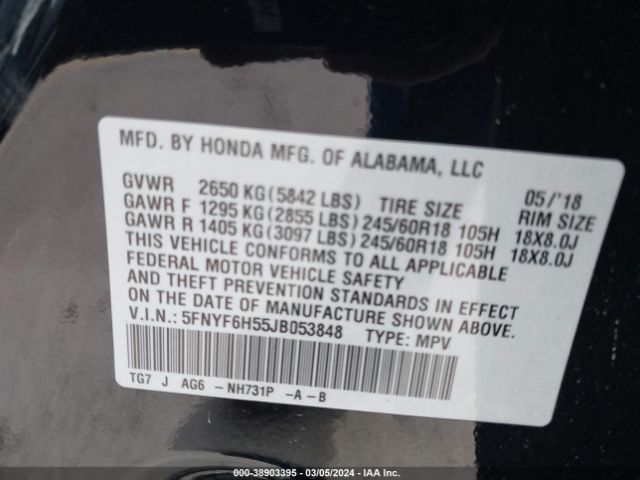 MFD. BY HONDA MFG. OF ALABAMA, LLC
GVWR 2650 KG(5842 LBS) TIRE SIZE 05/'18 RIM SIZE
GAWR F 1295 KG(2855 LBS)245/60R18 105H 18X8.0J
GAWR R 1405 KG(3097 LBS)245/60R18 105H 18X8.0J
THIS VEHICLE CONFORMS TO ALL APPLICABLE
FEDERAL MOTOR VEHICLE SAFETY
AND THEFT PREVENTION STANDARDS IN EFFECT
ON THE DATE OF MANUFACTURE SHOWN ABOVE.
V.I.N.: 5FNYF6H55JB053848 TYPE: MPV
TG7 J AG6 -NH731P -A-B
000-38903395 - 03/05/2024 - IAA Inc.